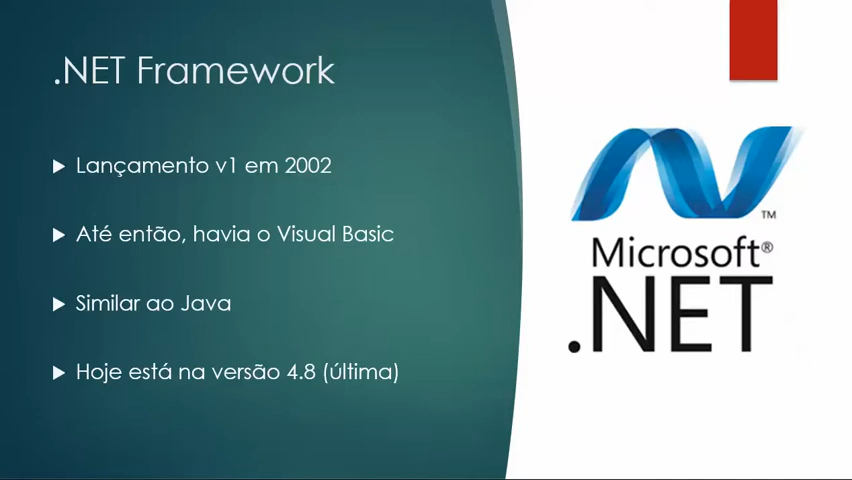 .NET Framework
Lançamento v1 em 2002
Até então, havia o Visual Basic
Similar ao Java
Hoje está na versão 4.8 (última)
TM
Microsoft®
.NET